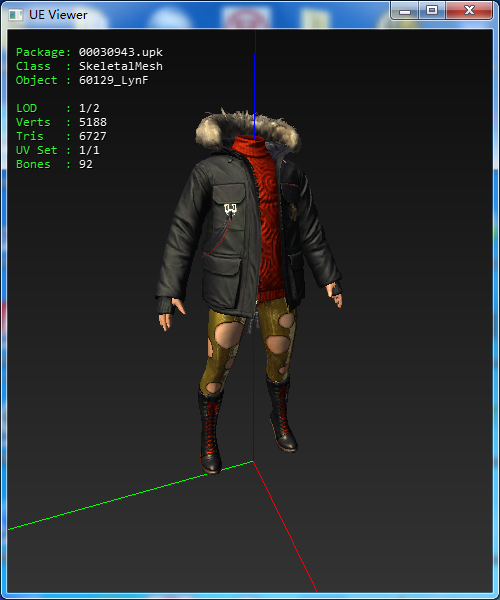 UE Viewer
Package: 00030943.upk
Class : SkeletalMesh
Object : 60129_LynF
LOD : 1/2
Verts : 5188
Tris : 6727
UV Set : 1/1
Bones : 92